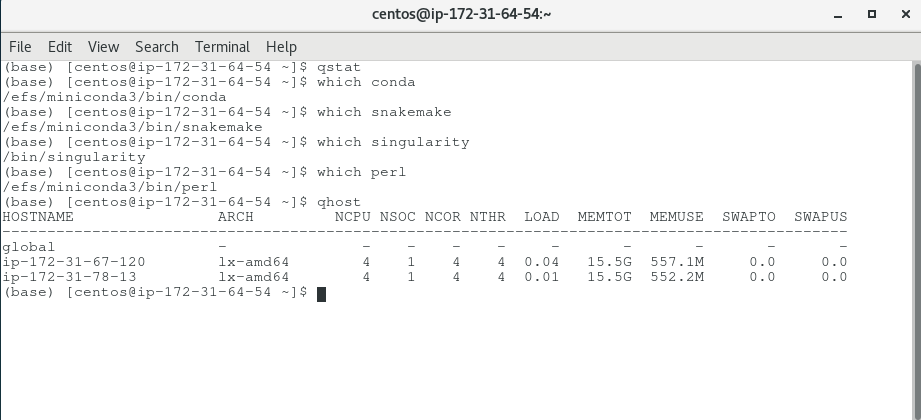 centos@ip-172-31-64-54:~
File Edit View Search Terminal Help
(base) [centos@ip-172-31-64-54 ~]$ qstat
(base) [centos@ip-172-31-64-54 ~]$ which conda
/efs/miniconda3/bin/conda
(base) [centos@ip-172-31-64-54 ~]$ which snakemake
/efs/miniconda3/bin/snakemake
(base) [centos@ip-172-31-64-54 ~]$ which singularity
/bin/singularity
(base) [centos@ip-172-31-64-54 ~]$ which perl
/efs/miniconda3/bin/perl
(base) [centos@ip-172-31-64-54 ~]$ qhost
HOSTNAME ARCH NCPU NSOC NCOR NTHR LOAD MEMTOT MEMUSE SWAPTO SWAPUS
----------------------------------------------------------------------------------------------
global - - - - - - - - - -
ip-172-31-67-120 lx-amd64 4 1 4 4 0.04 15.5G 557.1M 0.0 0.0
ip-172-31-78-13 lx-amd64 4 1 4 4 0.01 15.5G 552.2M 0.0 0.0
(base) [centos@ip-172-31-64-54 ~]$